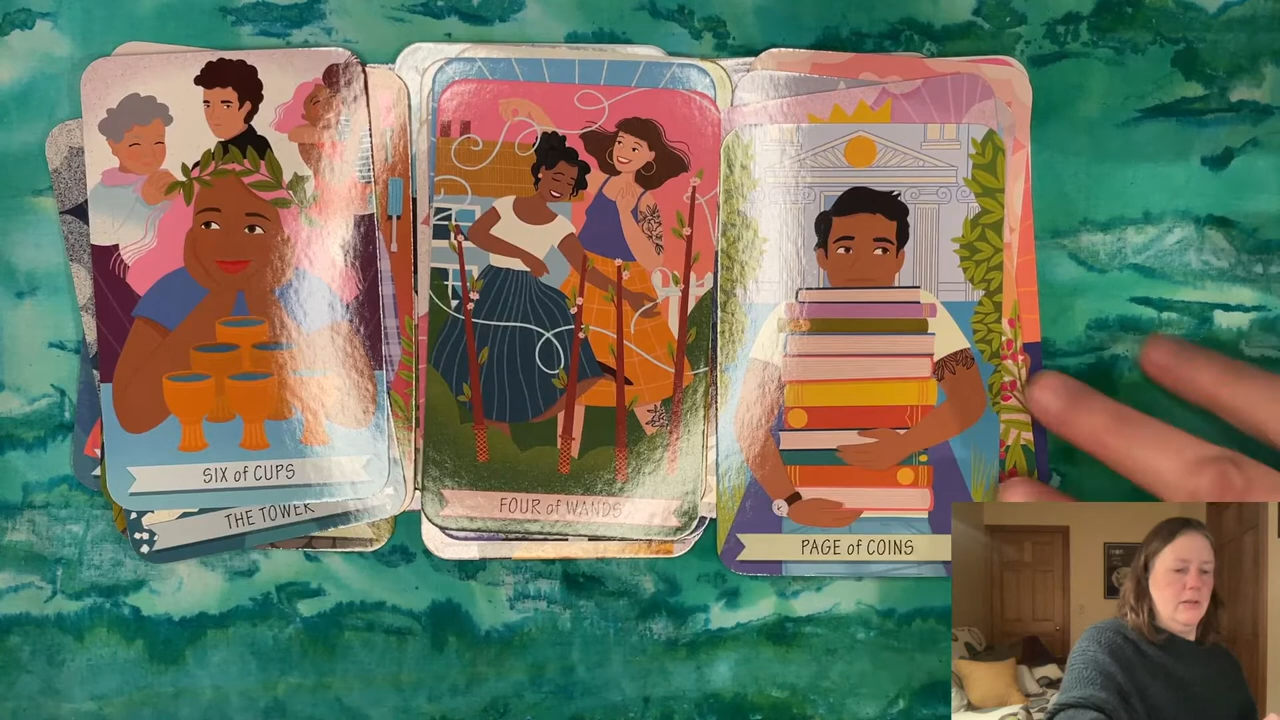 SIX of CUPS
THE TOWER
FOUR of WANDS
PAGE of COINS